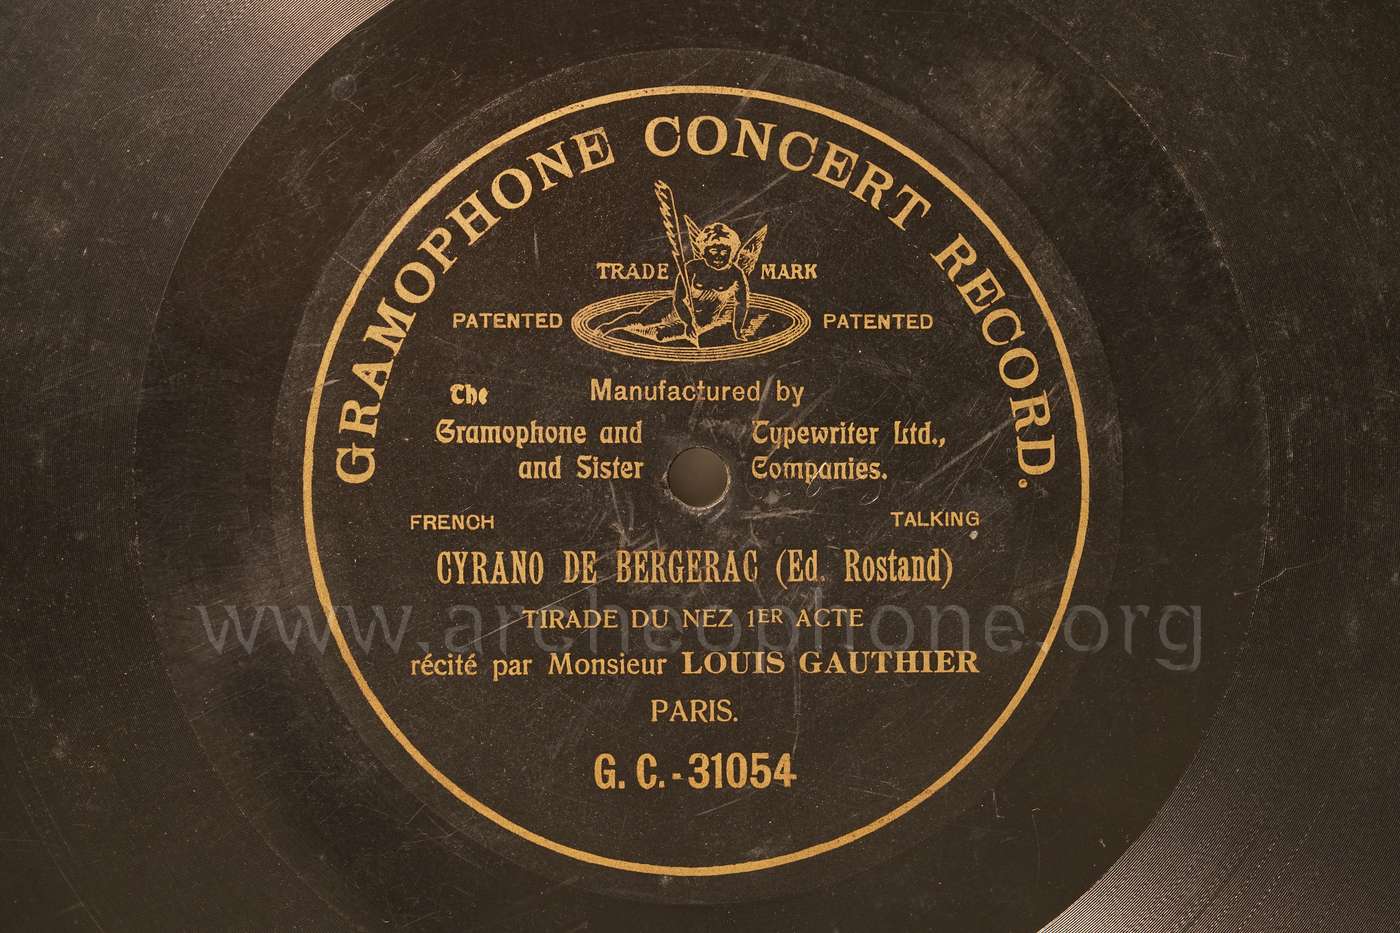 GRAMOPHONE CONCERT RECORD.
TRADE MARK
PATENTED PATENTED
Manufactured by
The Gramophone and Typewriter Ltd.,
and Sister Companies.
FRENCH TALKING
CYRANO DE BERGERAC (Ed. Rostand)
www.archeophone.org
TIRADE DU NEZ 1ER ACTE
récité par Monsieur LOUIS GAUTHIER
PARIS.
G. C.-31054